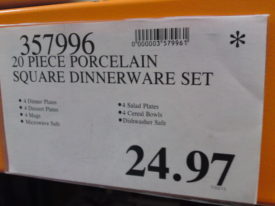 357996
0000003579961
*
20 PIECE PORCELAIN
SQUARE DINNERWARE SET
• 4 Dinner Plates
• 4 Dessert Plates
• 4 Mugs
• Microwave Safe
• 4 Salad Plates
• 4 Cereal Bowls
• Dishwasher Safe
24.97